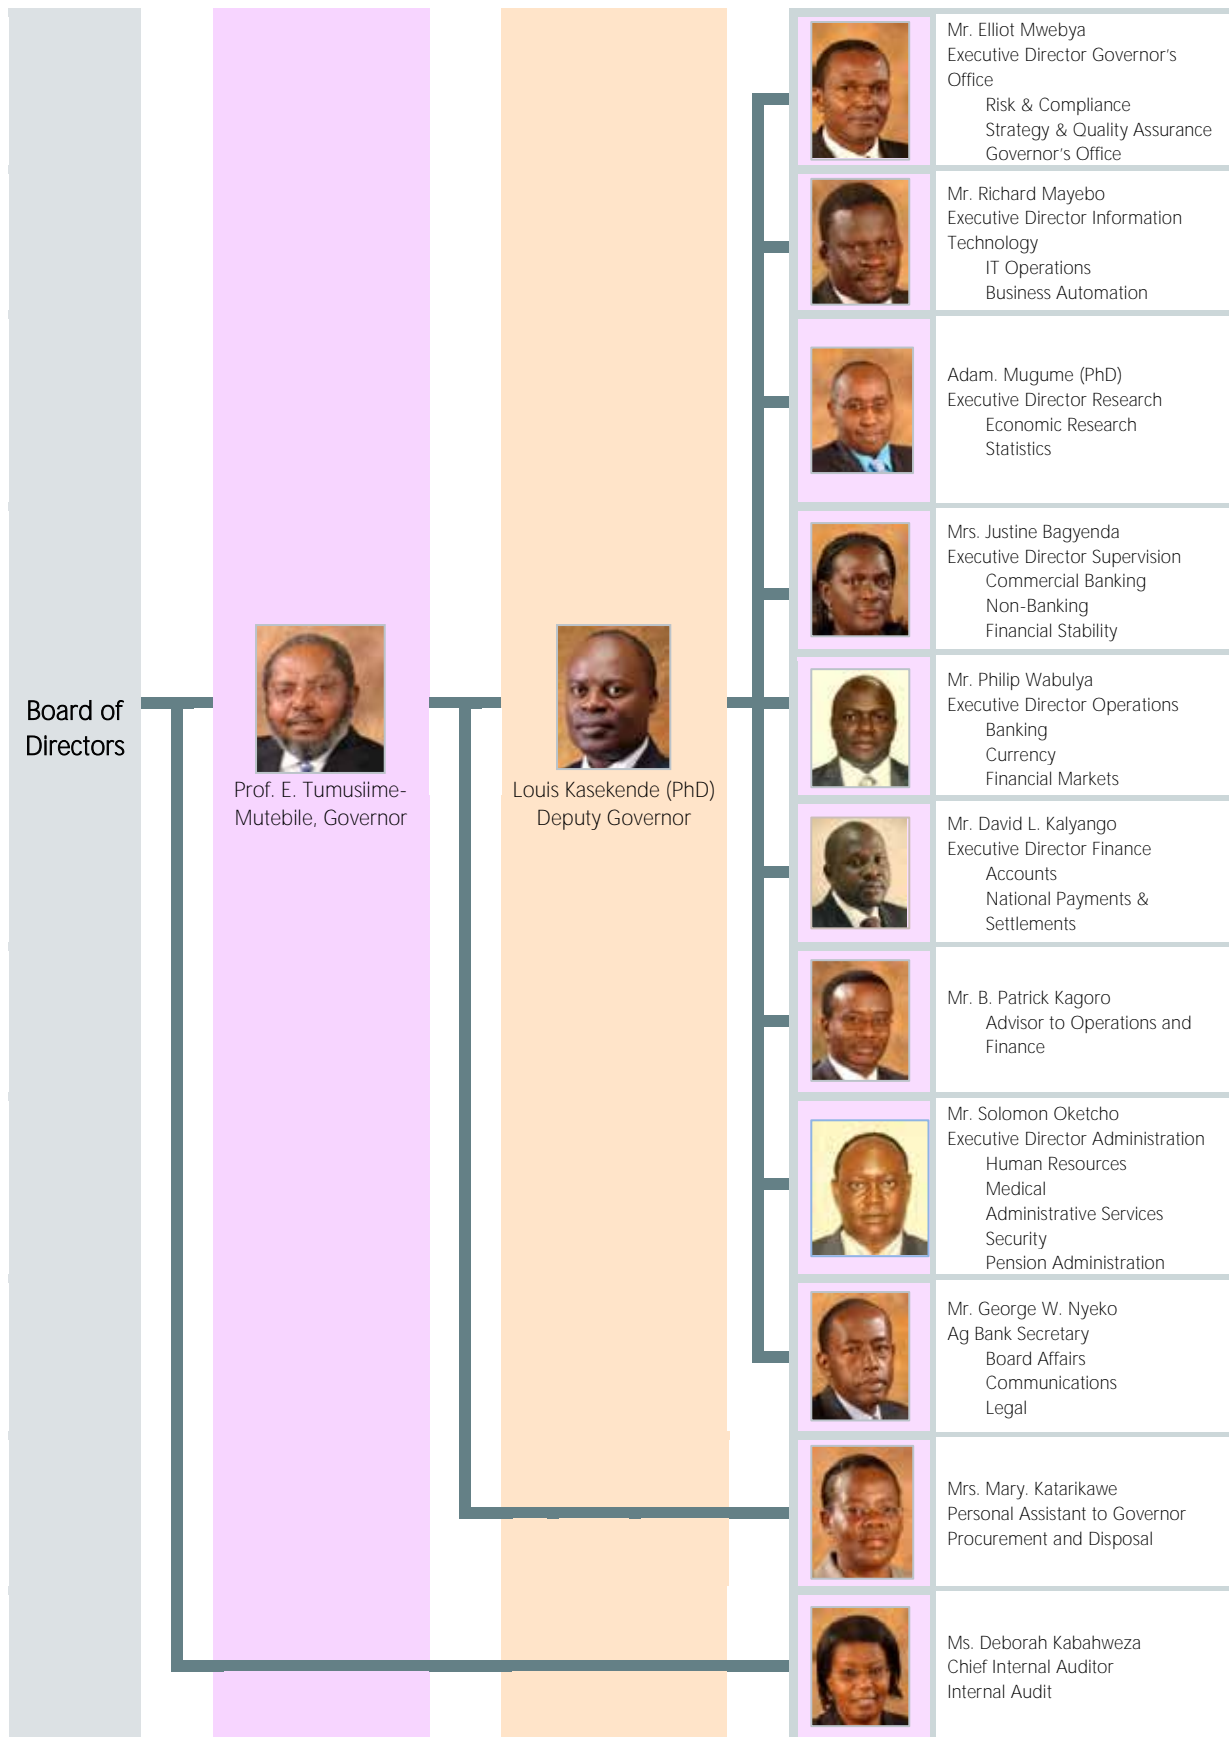 Board of
Directors
Prof. E. Tumusiime-
Mutebile, Governor
Louis Kasekende (PhD)
Deputy Governor
Mr. Elliot Mwebya
Executive Director Governor's
Office
Risk & Compliance
Strategy & Quality Assurance
Governor's Office
Mr. Richard Mayebo
Executive Director Information
Technology
IT Operations
Business Automation
Adam. Mugume (PhD)
Executive Director Research
Economic Research
Statistics
Mrs. Justine Bagyenda
Executive Director Supervision
Commercial Banking
Non-Banking
Financial Stability
Mr. Philip Wabulya
Executive Director Operations
Banking
Currency
Financial Markets
Mr. David L. Kalyango
Executive Director Finance
Accounts
National Payments &
Settlements
Mr. B. Patrick Kagoro
Advisor to Operations and
Finance
Mr. Solomon Oketcho
Executive Director Administration
Human Resources
Medical
Administrative Services
Security
Pension Administration
Mr. George W. Nyeko
Ag Bank Secretary
Board Affairs
Communications
Legal
Mrs. Mary. Katarikawe
Personal Assistant to Governor
Procurement and Disposal
Ms. Deborah Kabahweza
Chief Internal Auditor
Internal Audit